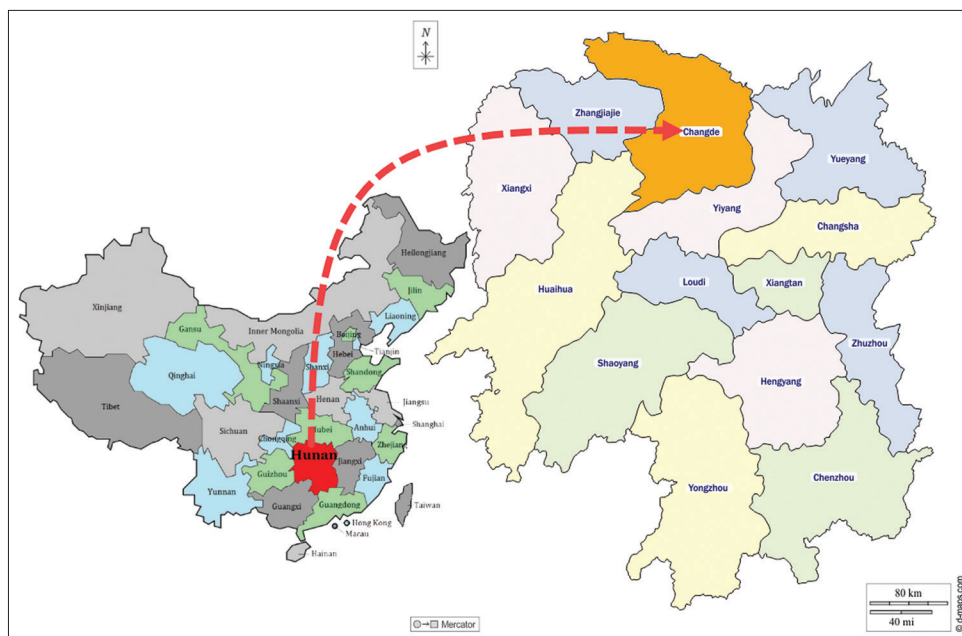 N
Heilongjiang
Jilin
Xinjiang
Liaoning
Gansu
Inner Mongolia
Beijing
Tianjin
Hebei
Ningxia
Shanxi
Qinghai
Shandong
Shaanxi
Tibet
Henan
Jiangsu
Shanghai
Sichuan
Hubei
Anhui
Chongqing
Zhejian
Hunan
Jiangxi
Guizhou
Fujian
Yunnan
Guangxi
Guangdong
Taiwan
Hong Kong
Macau
Hainan
Mercator
Zhangjiajie
Changde
Yueyang
Xiangxi
Yiyang
Changsha
Huaihua
Loudi
Xiangtan
Zhuzhou
Shaoyang
Hengyang
Yongzhou
Chenzhou
80 km
40 mi
© d-maps.com